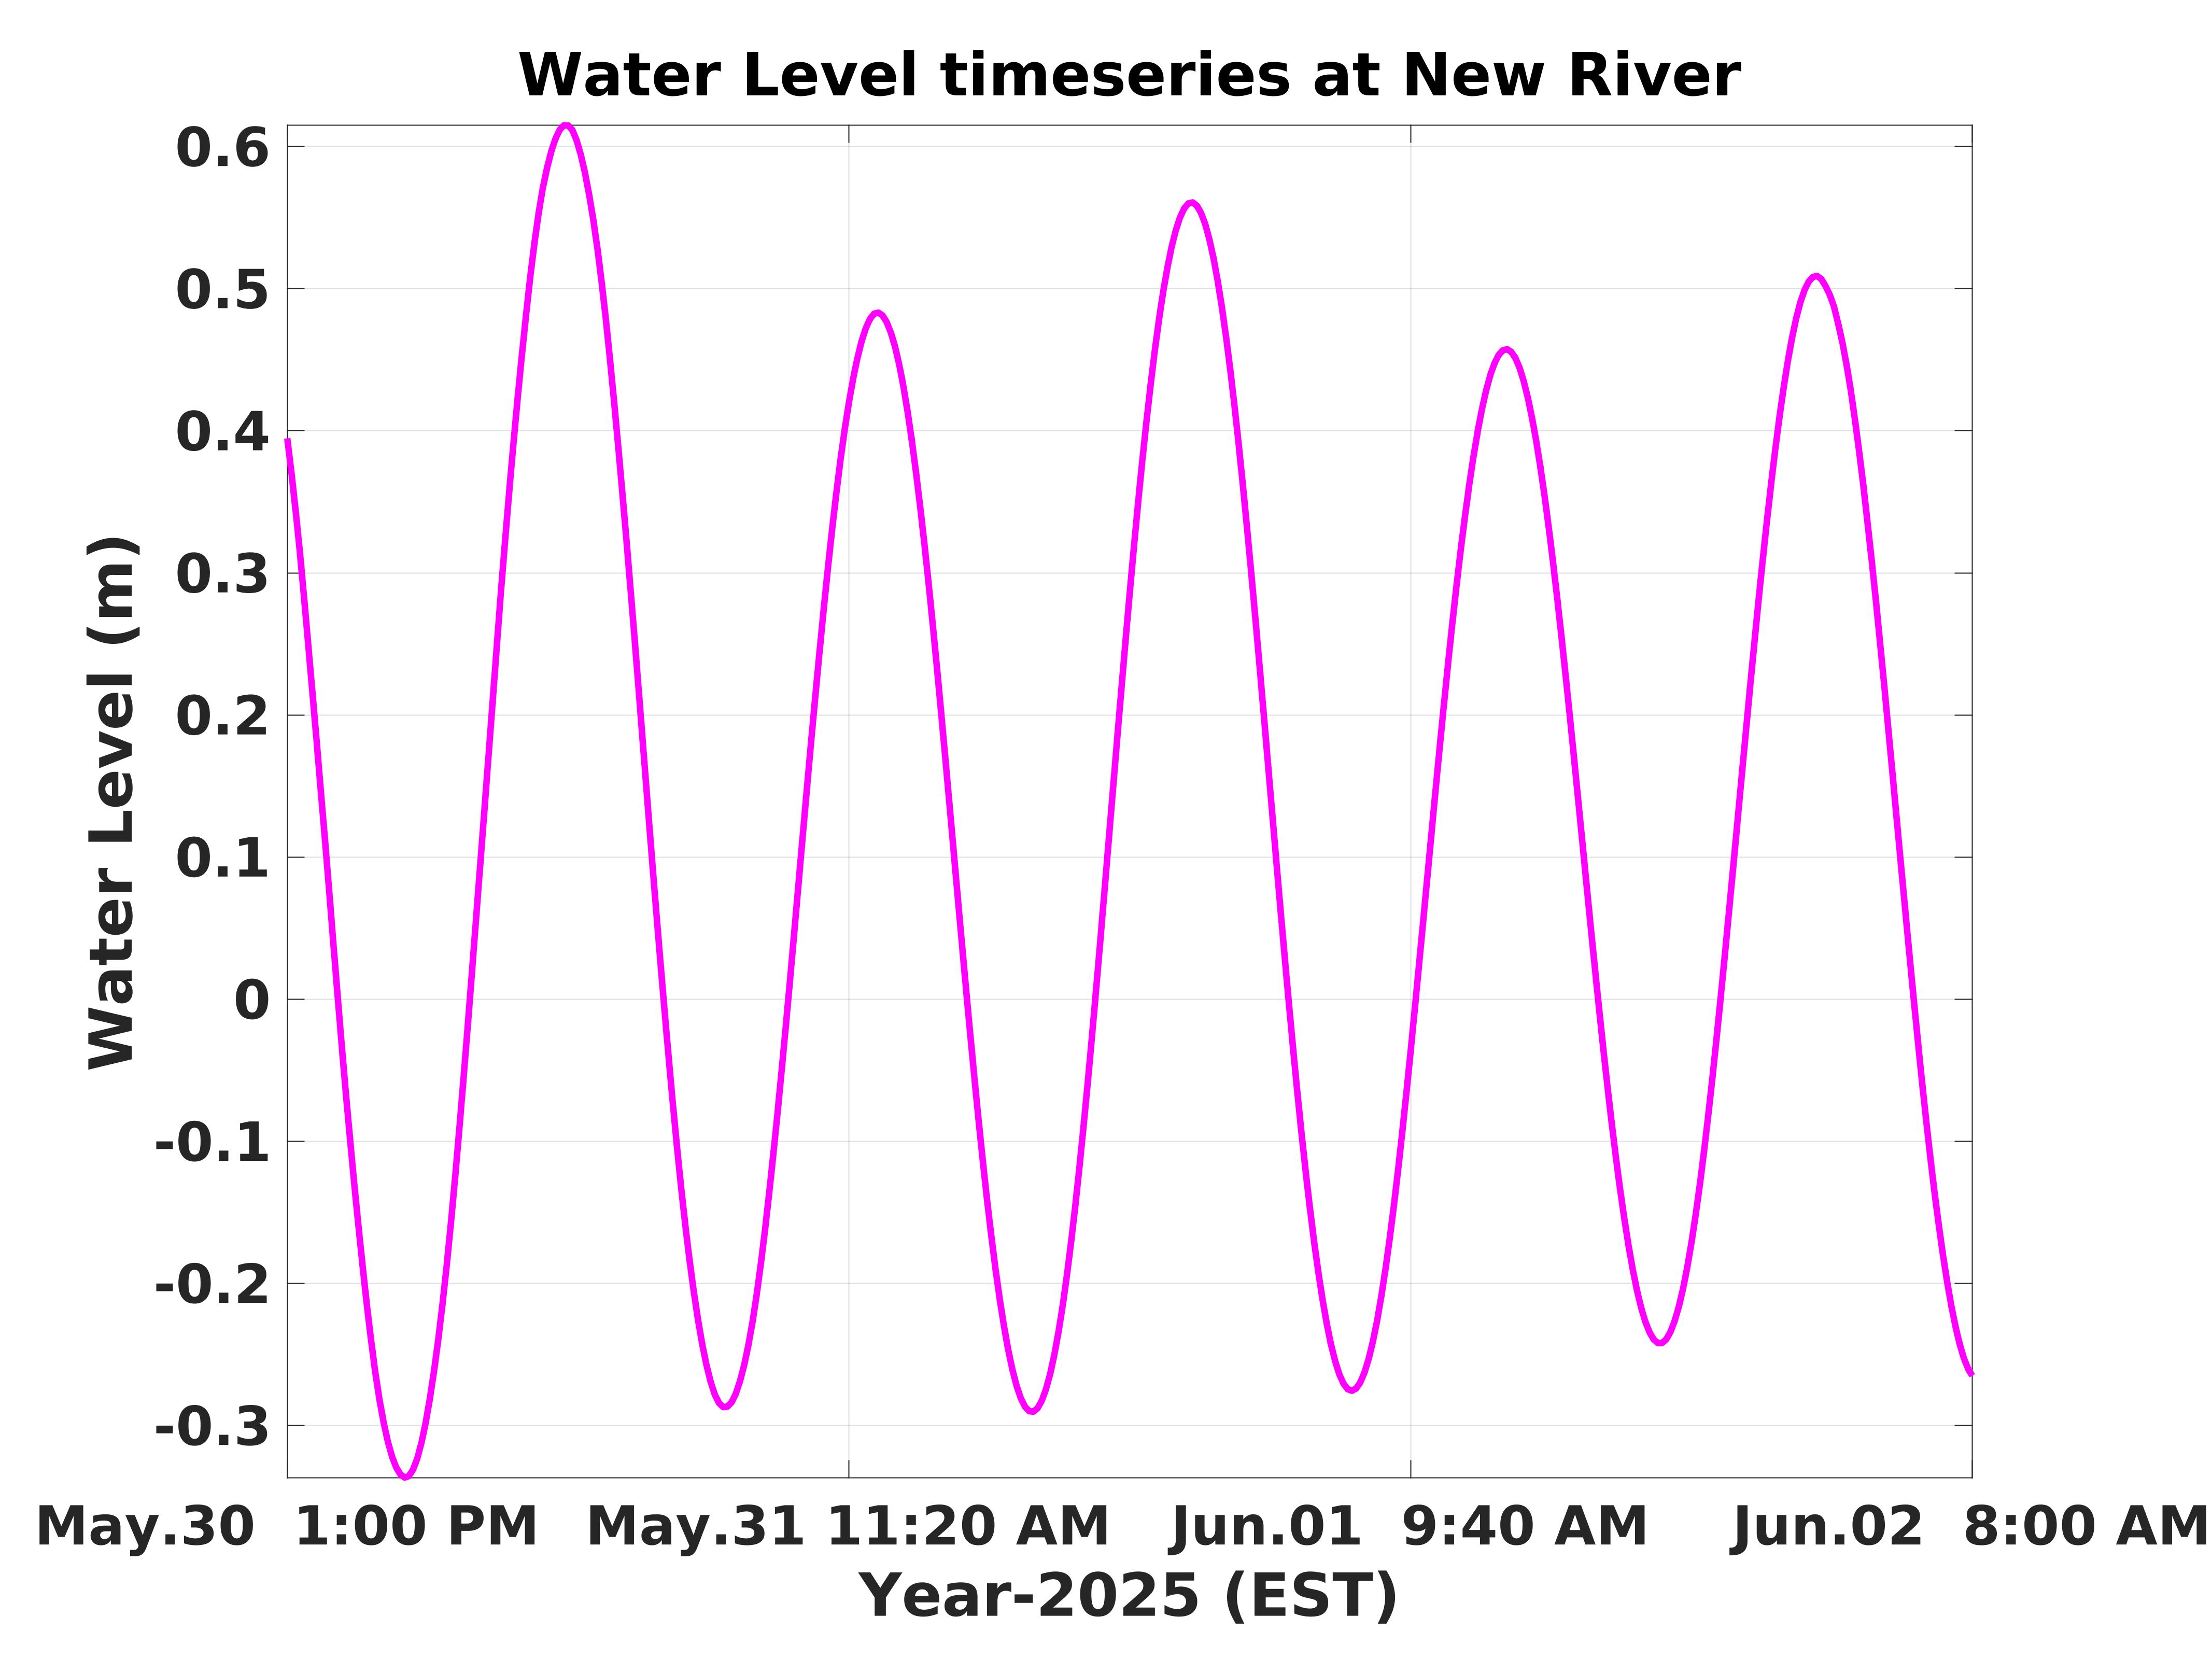 Water Level timeseries at New River
Water Level (m)
0.6
0.5
0.4
0.3
0.2
0.1
0
-0.1
-0.2
-0.3
May.30 1:00 PM
May.31 11:20 AM
Jun.01 9:40 AM
Jun.02 8:00 AM
Year-2025 (EST)